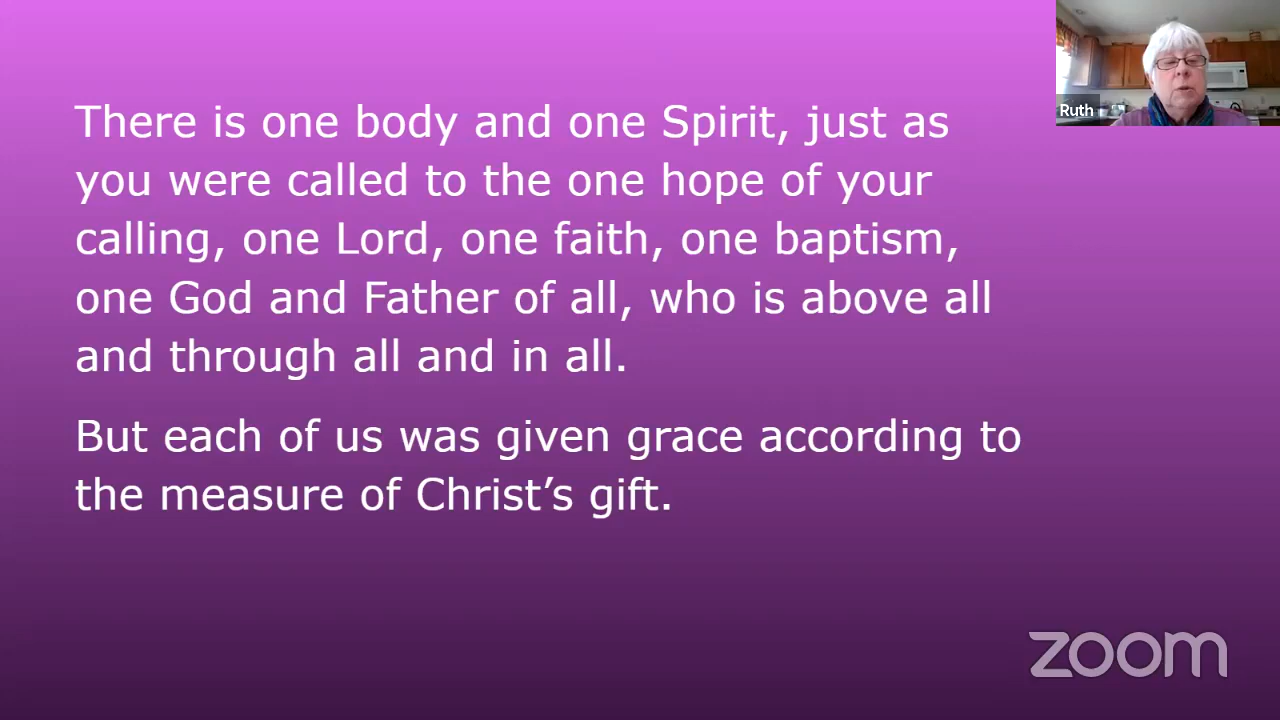 There is one body and one Spirit, just as
you were called to the one hope of your
calling, one Lord, one faith, one baptism,
one God and Father of all, who is above all
and through all and in all.
But each of us was given grace according to
the measure of Christ’s gift.
Ruth
zoom